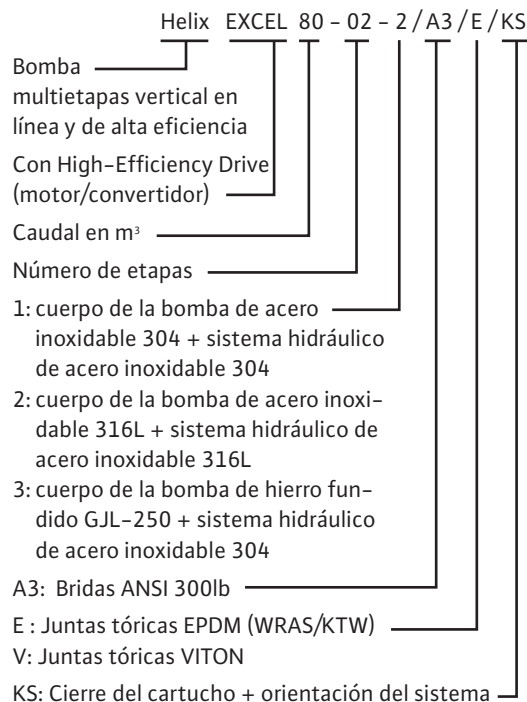 Helix EXCEL 80 - 02 - 2 / A3 / E / KS
Bomba
multietapas vertical en
línea y de alta eficiencia
Con High-Efficiency Drive
(motor/convertidor)
Caudal en m³
Número de etapas
1: cuerpo de la bomba de acero
inoxidable 304 + sistema hidráulico
de acero inoxidable 304
2: cuerpo de la bomba de acero inoxi-
dable 316L + sistema hidráulico de
acero inoxidable 316L
3: cuerpo de la bomba de hierro fun-
dido GJL-250 + sistema hidráulico
de acero inoxidable 304
A3: Bridas ANSI 300lb
E : Juntas tóricas EPDM (WRAS/KTW)
V: Juntas tóricas VITON
KS: Cierre del cartucho + orientación del sistema